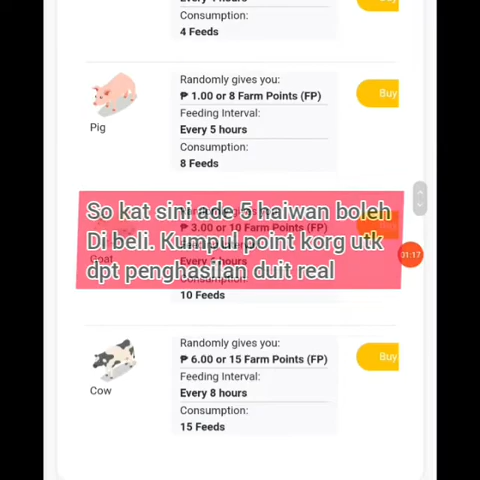 Consumption:
4 Feeds
Buy
Randomly gives you:
₱ 1.00 or 8 Farm Points (FP)
Feeding Interval:
Every 5 hours
Consumption:
8 Feeds
Buy
Pig
So kat sini ade 5 haiwan boleh
Di beli. Kumpul point korg utk
dpt penghasilan duit real
01:17
₱ 3.00 or 10 Farm Points (FP)
Goat
Consumption:
10 Feeds
Randomly gives you:
₱ 6.00 or 15 Farm Points (FP)
Feeding Interval:
Every 8 hours
Consumption:
15 Feeds
Buy
Cow